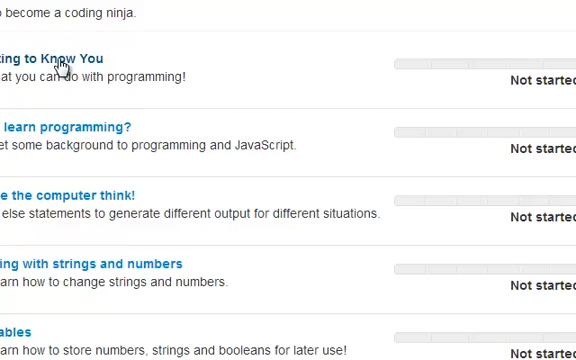 o become a coding ninja.
ting to Know You
at you can do with programming!
Not started
learn programming?
et some background to programming and JavaScript.
Not started
e the computer think!
else statements to generate different output for different situations.
Not started
ing with strings and numbers
arn how to change strings and numbers.
Not started
ables
arn how to store numbers, strings and booleans for later use!
Not started